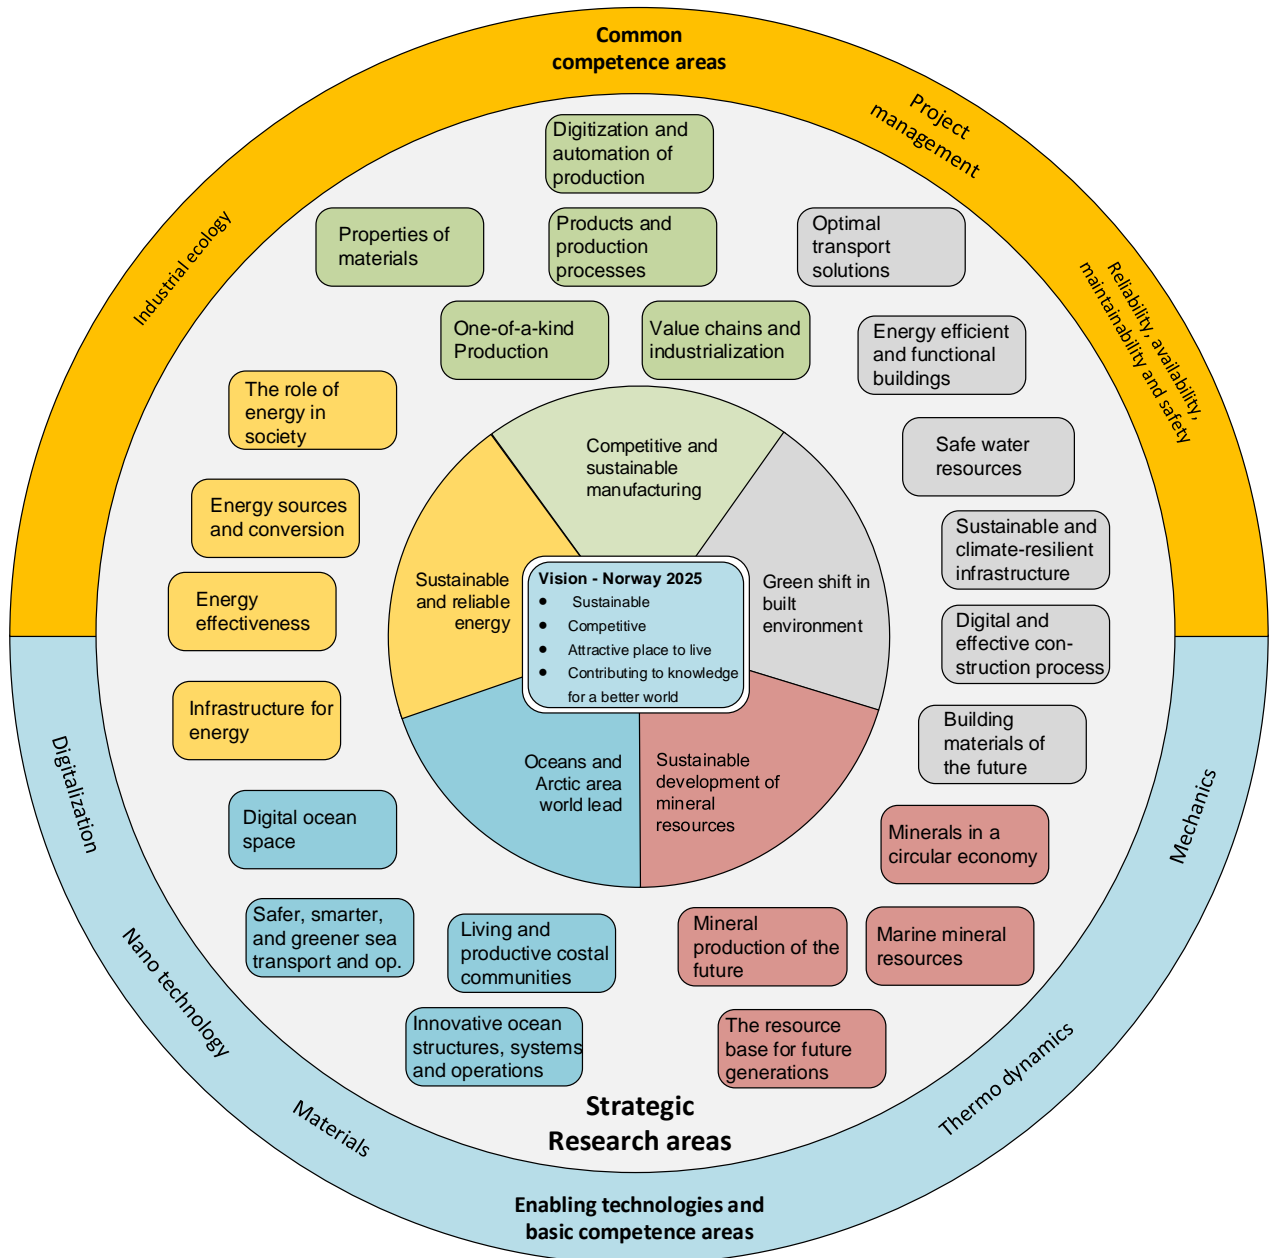 Common
competence areas
Project
management
Industrial ecology
Reliability, availability,
maintainability and safety
Digitization and
automation of
production
Properties of
materials
Products and
production
processes
Optimal
transport
solutions
One-of-a-kind
Production
Value chains and
industrialization
Energy efficient
and functional
buildings
The role of
energy in
society
Safe water
resources
Energy sources
and conversion
Sustainable and
climate-resilient
infrastructure
Energy
effectiveness
Digital and
effective con-
struction process
Infrastructure for
energy
Building
materials of
the future
Competitive and
sustainable
manufacturing
Sustainable
and reliable
energy
Green shift in
built
environment
Vision - Norway 2025
● Sustainable
● Competitive
● Attractive place to live
● Contributing to knowledge
for a better world
Oceans and
Arctic area
world lead
Sustainable
development of
mineral
resources
Digital ocean
space
Minerals in a
circular economy
Safer, smarter,
and greener sea
transport and op.
Living and
productive costal
communities
Mineral
production of the
future
Marine mineral
resources
Innovative ocean
structures, systems
and operations
The resource
base for future
generations
Strategic
Research areas
Digitalization
Nano technology
Materials
Thermo dynamics
Mechanics
Enabling technologies and
basic competence areas